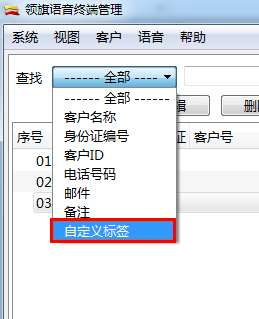 领旗语音终端管理
系统 视图 客户 语音 帮助
查找 ------ 全部 ----
------ 全部 ------
客户名称
身份证编号
客户ID
电话号码
邮件
备注
自定义标签
辑
删
序号 证 客户号
01
02
03